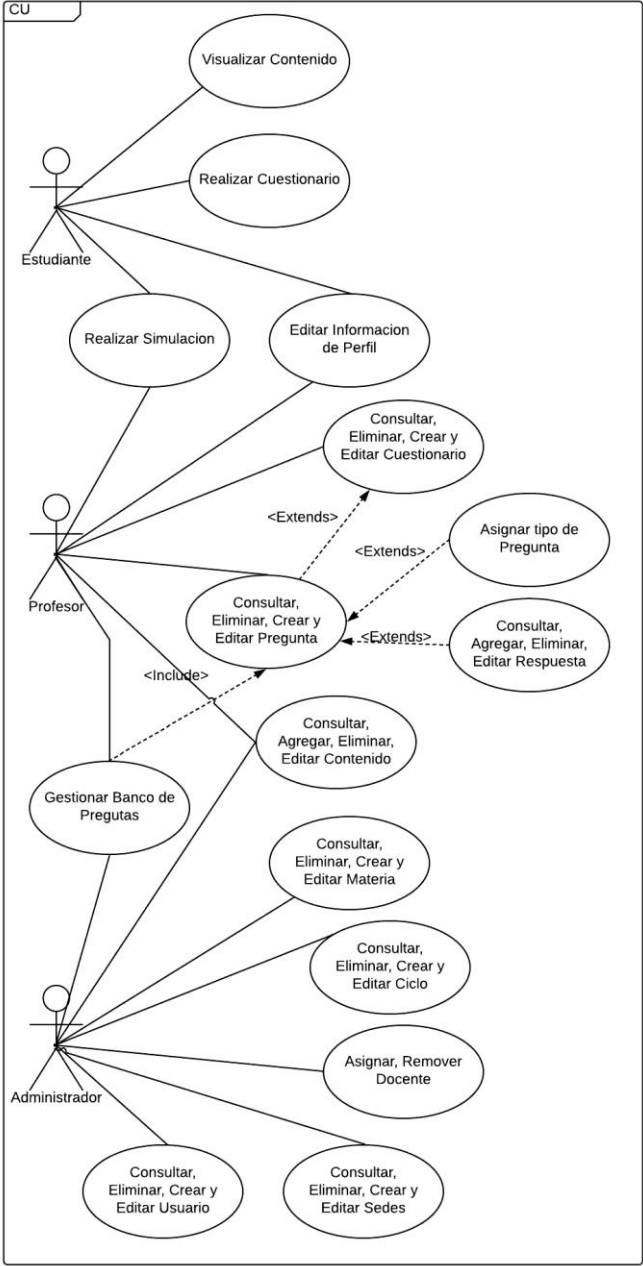 CU
Visualizar Contenido
Realizar Cuestionario
Estudiante
Realizar Simulacion
Editar Informacion
de Perfil
Consultar,
Eliminar, Crear y
Editar Cuestionario
<Extends>
Asignar tipo de
Pregunta
<Extends>
Profesor
Consultar,
Eliminar, Crear y
Editar Pregunta
<Extends>
Consultar,
Agregar, Eliminar,
Editar Respuesta
<Include>
Consultar,
Agregar, Eliminar,
Editar Contenido
Gestionar Banco de
Pregutas
Consultar,
Eliminar, Crear y
Editar Materia
Consultar,
Eliminar, Crear y
Editar Ciclo
Asignar, Remover
Docente
Administrador
Consultar,
Eliminar, Crear y
Editar Usuario
Consultar,
Eliminar, Crear y
Editar Sedes